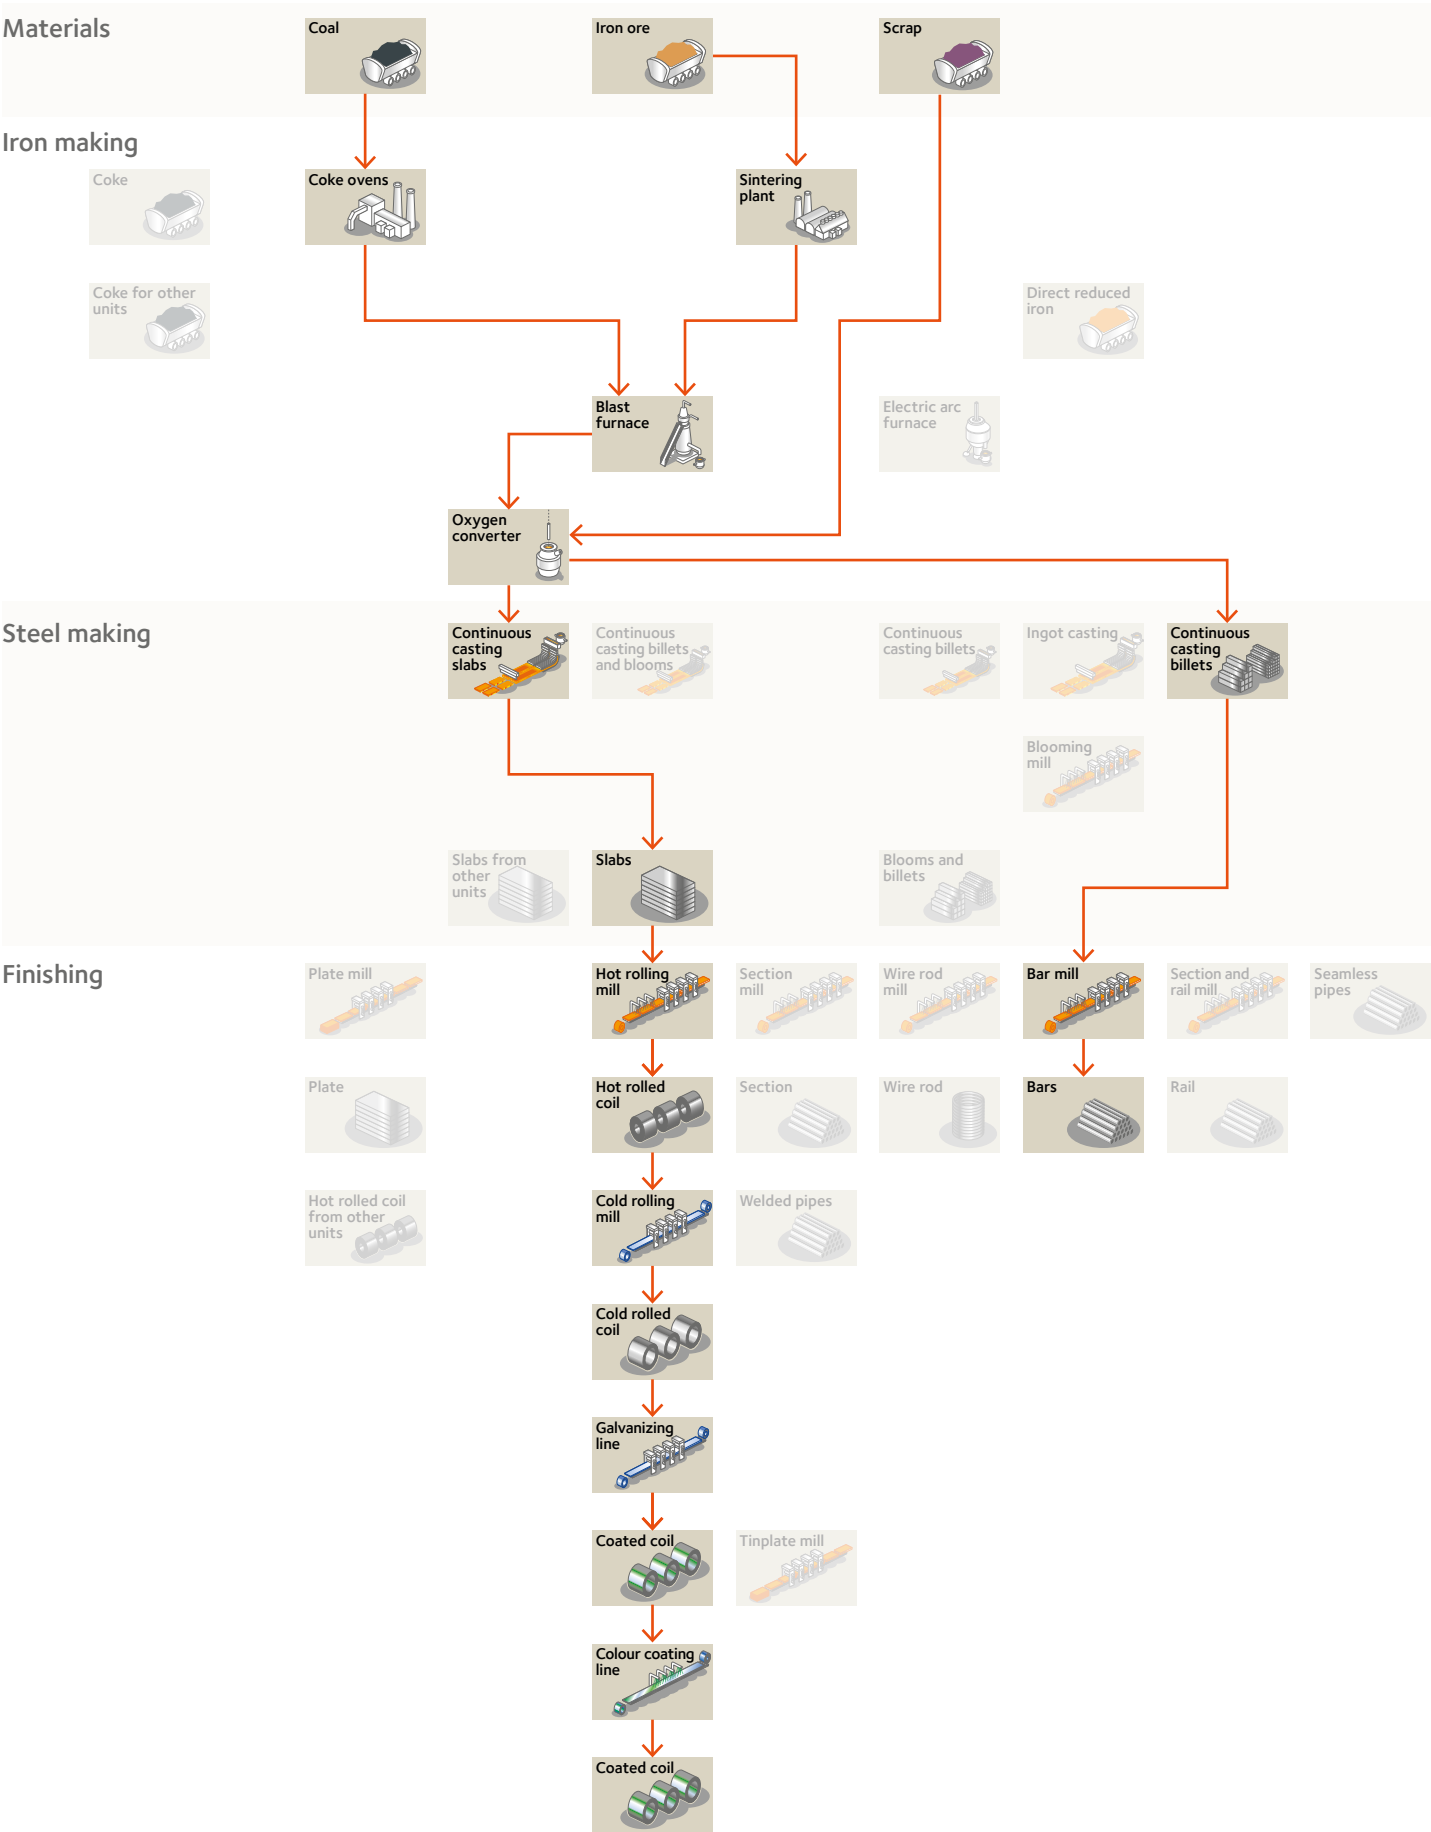 Materials
Coal
Iron ore
Scrap
Iron making
Coke
Coke ovens
Sintering
plant
Coke for other
units
Direct reduced
iron
Blast
furnace
Electric arc
furnace
Oxygen
converter
Steel making
Continuous
casting
slabs
Continuous
casting billets
and blooms
Continuous
casting billets
Ingot casting
Continuous
casting
billets
Blooming
mill
Slabs from
other
units
Slabs
Blooms and
billets
Finishing
Plate mill
Hot rolling
mill
Section
mill
Wire rod
mill
Bar mill
Section and
rail mill
Seamless
pipes
Plate
Hot rolled
coil
Section
Wire rod
Bars
Rail
Hot rolled coil
from other
units
Cold rolling
mill
Welded pipes
Cold rolled
coil
Galvanizing
line
Coated coil
Tinplate mill
Colour coating
line
Coated coil